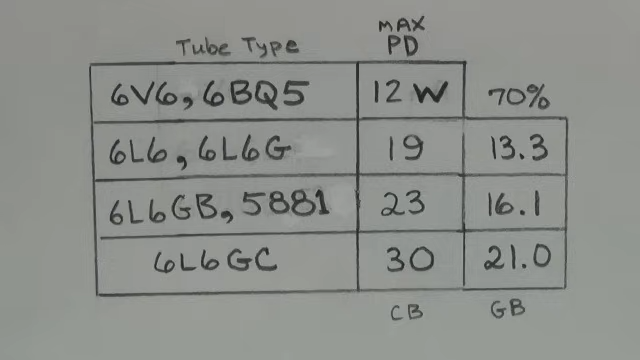 MAX
Tube Type PD
6V6, 6BQ5 12 W 70%
6L6, 6L6G 19 13.3
6L6GB, 5881 23 16.1
6L6GC 30 21.0
CB GB